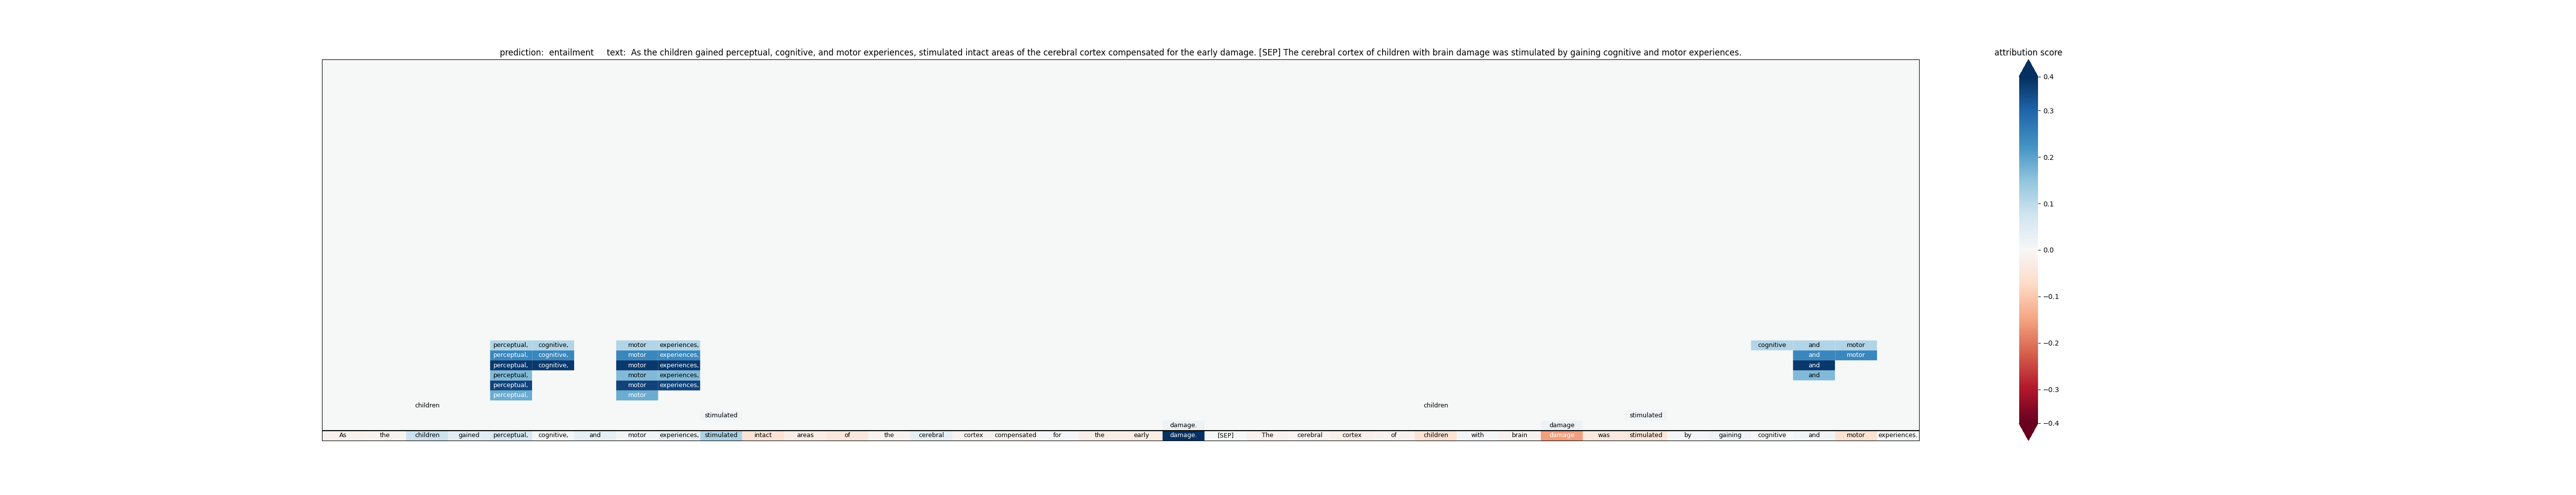 prediction:  entailment     text:  As the children gained perceptual, cognitive, and motor experiences, stimulated intact areas of the cerebral cortex compensated for the early damage. [SEP] The cerebral cortex of children with brain damage was stimulated by gaining cognitive and motor experiences.
attribution score
0.4
0.3
0.2
0.1
0.0
−0.1
−0.2
−0.3
−0.4
perceptual, cognitive, motor experiences, cognitive and motor
perceptual, cognitive, motor experiences, and motor
perceptual, cognitive, motor experiences, and
perceptual, motor experiences, and
perceptual, motor experiences,
perceptual, motor
children children
stimulated stimulated
damage. damage
As the children gained perceptual, cognitive, and motor experiences, stimulated intact areas of the cerebral cortex compensated for the early damage. [SEP] The cerebral cortex of children with brain damage was stimulated by gaining cognitive and motor experiences.